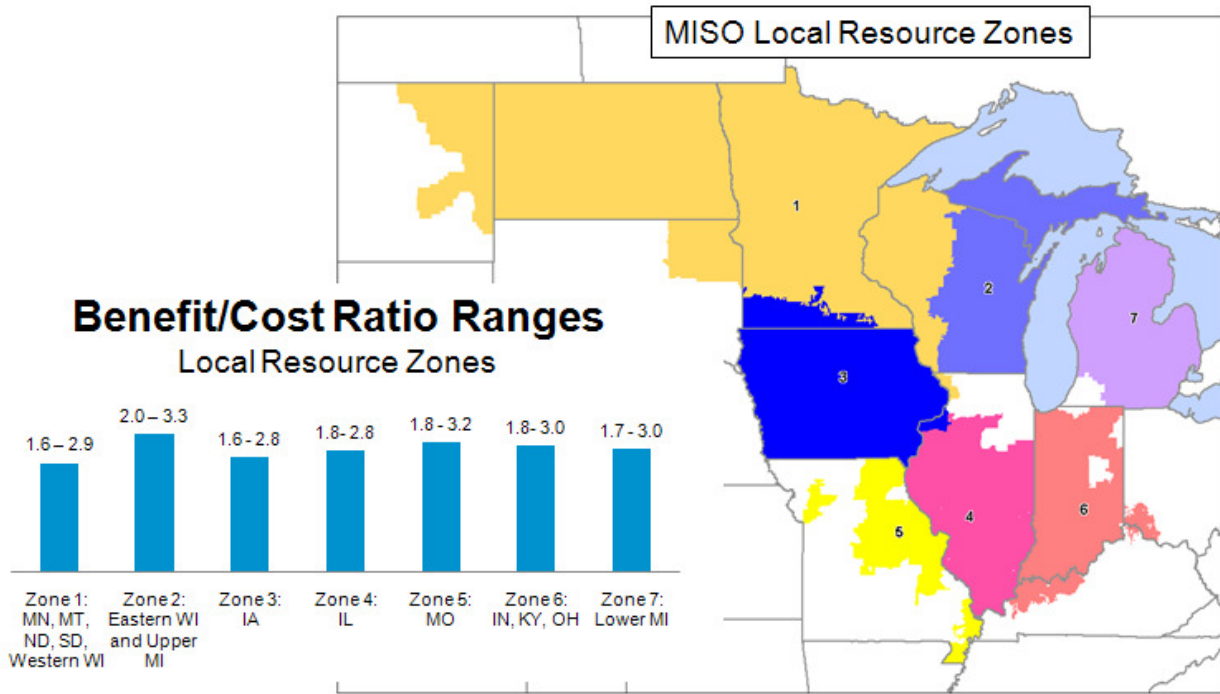 MISO Local Resource Zones
1
2
7
3
4
6
5
Benefit/Cost Ratio Ranges
Local Resource Zones
1.6 – 2.9
2.0 – 3.3
1.6 - 2.8
1.8- 2.8
1.8 - 3.2
1.8- 3.0
1.7 - 3.0
Zone 1:
MN, MT,
ND, SD,
Western WI
Zone 2:
Eastern WI
and Upper
MI
Zone 3:
IA
Zone 4:
IL
Zone 5:
MO
Zone 6:
IN, KY, OH
Zone 7:
Lower MI